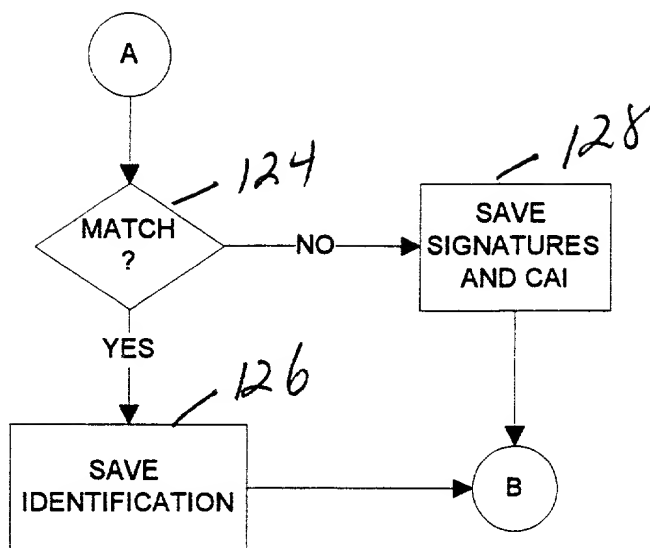 A
124
MATCH
?
NO
128
SAVE
SIGNATURES
AND CAI
YES
126
SAVE
IDENTIFICATION
B